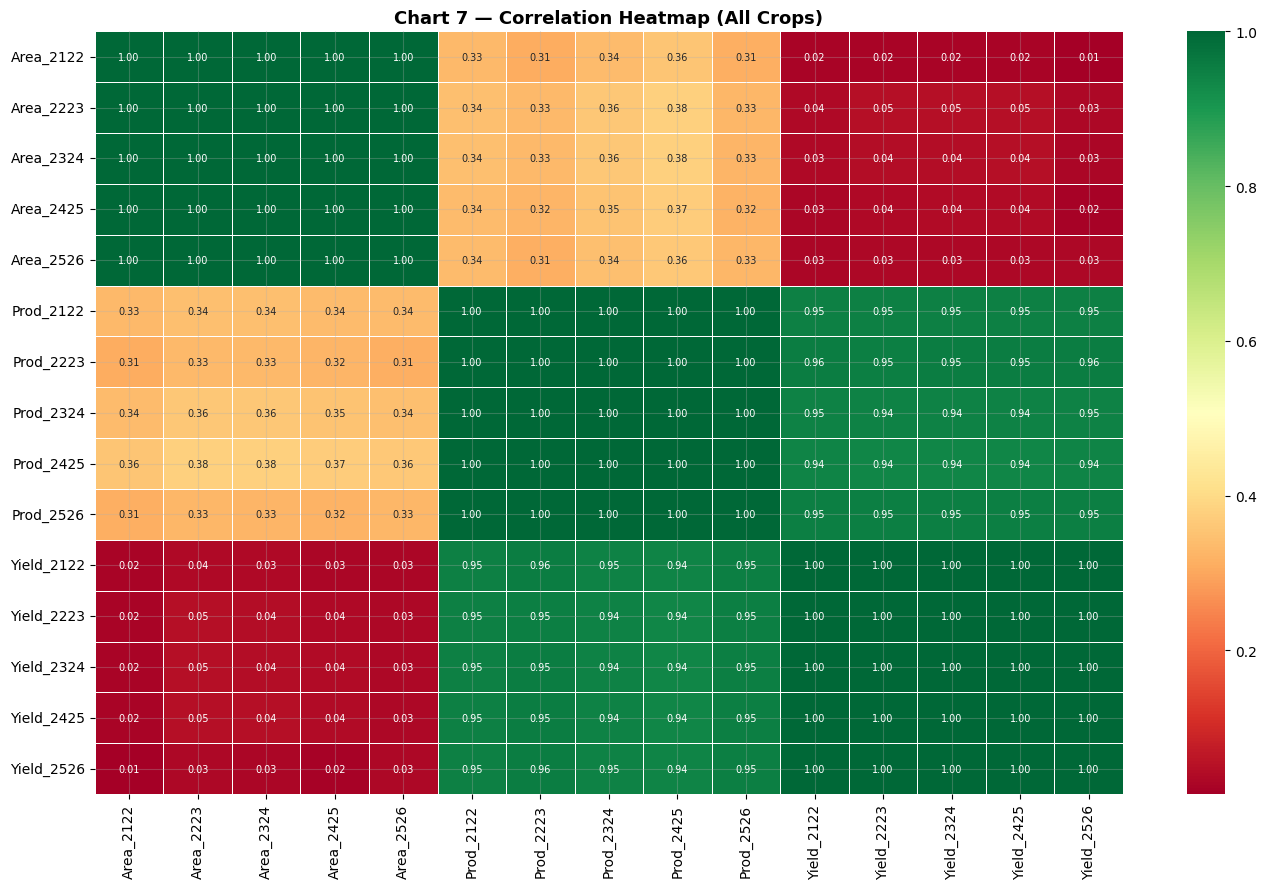 Chart 7 — Correlation Heatmap (All Crops)
Area_2122 1.00 1.00 1.00 1.00 1.00 0.33 0.31 0.34 0.36 0.31 0.02 0.02 0.02 0.02 0.01
Area_2223 1.00 1.00 1.00 1.00 1.00 0.34 0.33 0.36 0.38 0.33 0.04 0.05 0.05 0.05 0.03
Area_2324 1.00 1.00 1.00 1.00 1.00 0.34 0.33 0.36 0.38 0.33 0.03 0.04 0.04 0.04 0.03
Area_2425 1.00 1.00 1.00 1.00 1.00 0.34 0.32 0.35 0.37 0.32 0.03 0.04 0.04 0.04 0.02
Area_2526 1.00 1.00 1.00 1.00 1.00 0.34 0.31 0.34 0.36 0.33 0.03 0.03 0.03 0.03 0.03
Prod_2122 0.33 0.34 0.34 0.34 0.34 1.00 1.00 1.00 1.00 1.00 0.95 0.95 0.95 0.95 0.95
Prod_2223 0.31 0.33 0.33 0.32 0.31 1.00 1.00 1.00 1.00 1.00 0.96 0.95 0.95 0.95 0.96
Prod_2324 0.34 0.36 0.36 0.35 0.34 1.00 1.00 1.00 1.00 1.00 0.95 0.94 0.94 0.94 0.95
Prod_2425 0.36 0.38 0.38 0.37 0.36 1.00 1.00 1.00 1.00 1.00 0.94 0.94 0.94 0.94 0.94
Prod_2526 0.31 0.33 0.33 0.32 0.33 1.00 1.00 1.00 1.00 1.00 0.95 0.95 0.95 0.95 0.95
Yield_2122 0.02 0.04 0.03 0.03 0.03 0.95 0.96 0.95 0.94 0.95 1.00 1.00 1.00 1.00 1.00
Yield_2223 0.02 0.05 0.04 0.04 0.03 0.95 0.95 0.94 0.94 0.95 1.00 1.00 1.00 1.00 1.00
Yield_2324 0.02 0.05 0.04 0.04 0.03 0.95 0.95 0.94 0.94 0.95 1.00 1.00 1.00 1.00 1.00
Yield_2425 0.02 0.05 0.04 0.04 0.03 0.95 0.95 0.94 0.94 0.95 1.00 1.00 1.00 1.00 1.00
Yield_2526 0.01 0.03 0.03 0.02 0.03 0.95 0.96 0.95 0.94 0.95 1.00 1.00 1.00 1.00 1.00
Area_2122 Area_2223 Area_2324 Area_2425 Area_2526 Prod_2122 Prod_2223 Prod_2324 Prod_2425 Prod_2526 Yield_2122 Yield_2223 Yield_2324 Yield_2425 Yield_2526
1.0
0.8
0.6
0.4
0.2